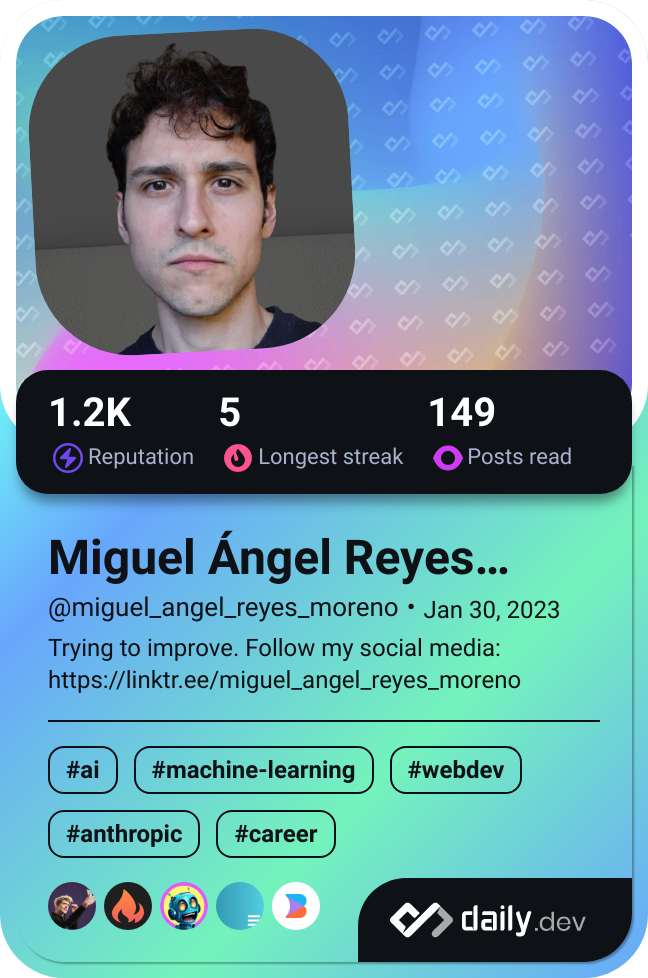 1.2K 5 149
Reputation Longest streak Posts read
Miguel Ángel Reyes...
@miguel_angel_reyes_moreno • Jan 30, 2023
Trying to improve. Follow my social media:
https://linktr.ee/miguel_angel_reyes_moreno
#ai #machine-learning #webdev
#anthropic #career
daily.dev